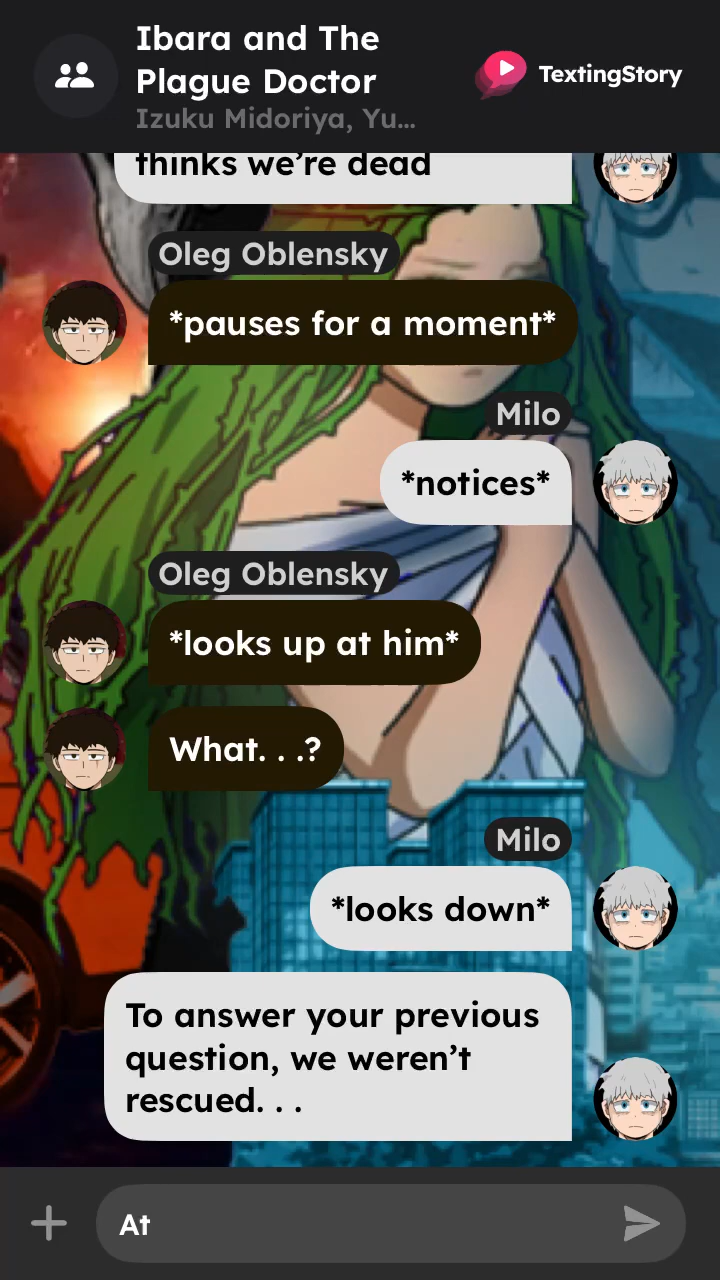 Ibara and The
Plague Doctor
Izuku Midoriya, Yu...
TextingStory
thinks we're dead
Oleg Oblensky
*pauses for a moment*
Milo
*notices*
Oleg Oblensky
*looks up at him*
What. . .?
Milo
*looks down*
To answer your previous
question, we weren't
rescued. . .
At